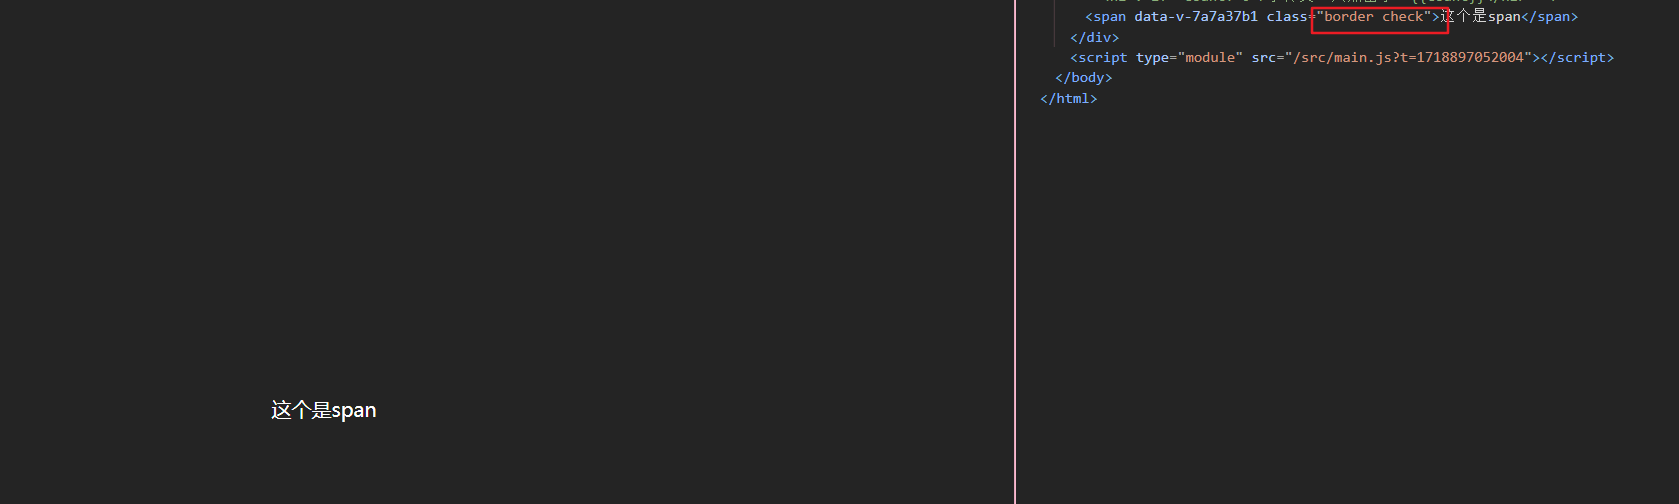 <span data-v-7a7a37b1 class="border check">这个是span</span>
</div>
<script type="module" src="/src/main.js?t=1718897052004"></script>
</body>
</html>
这个是span